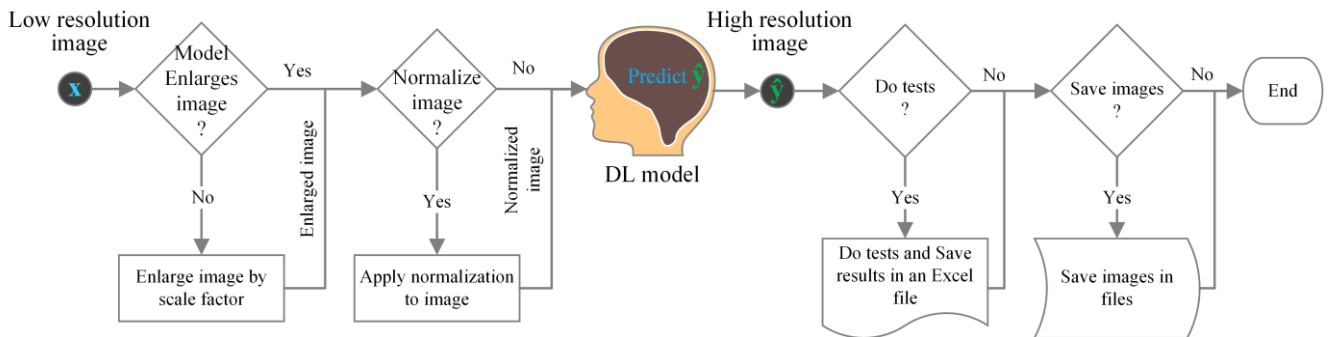 Low resolution
image
x
Model
Enlarges
image
?
Yes
No
Enlarge image by
scale factor
Enlarged image
Normalize
image?
?
No
Yes
Apply normalization
to image
Normalized
image
Predict ŷ
DL model
High resolution
image
ŷ
Do tests
?
No
Yes
Do tests and Save
results in an Excel
file
Save images
?
No
Yes
Save images in
files
End